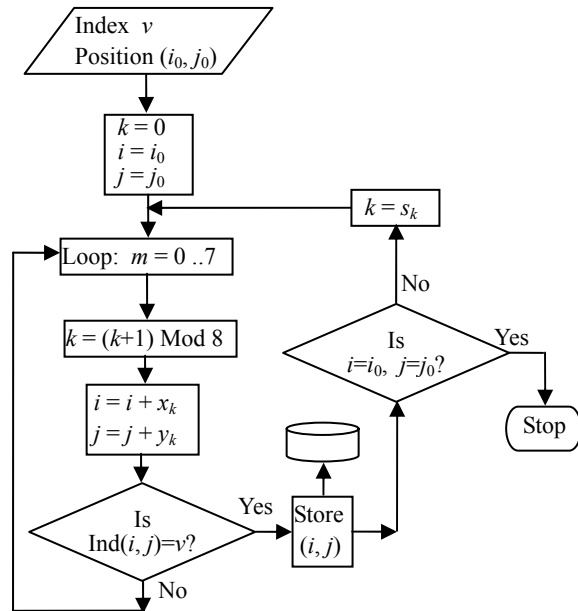 Index v
Position (i₀, j₀)
k = 0
i = i₀
j = j₀
k = sₖ
Loop: m = 0 ..7
No
k = (k+1) Mod 8
Is
i=i₀, j=j₀?
Yes
i = i + xₖ
j = j + yₖ
Stop
Is
Ind(i, j)=v?
Yes
Store
(i, j)
No